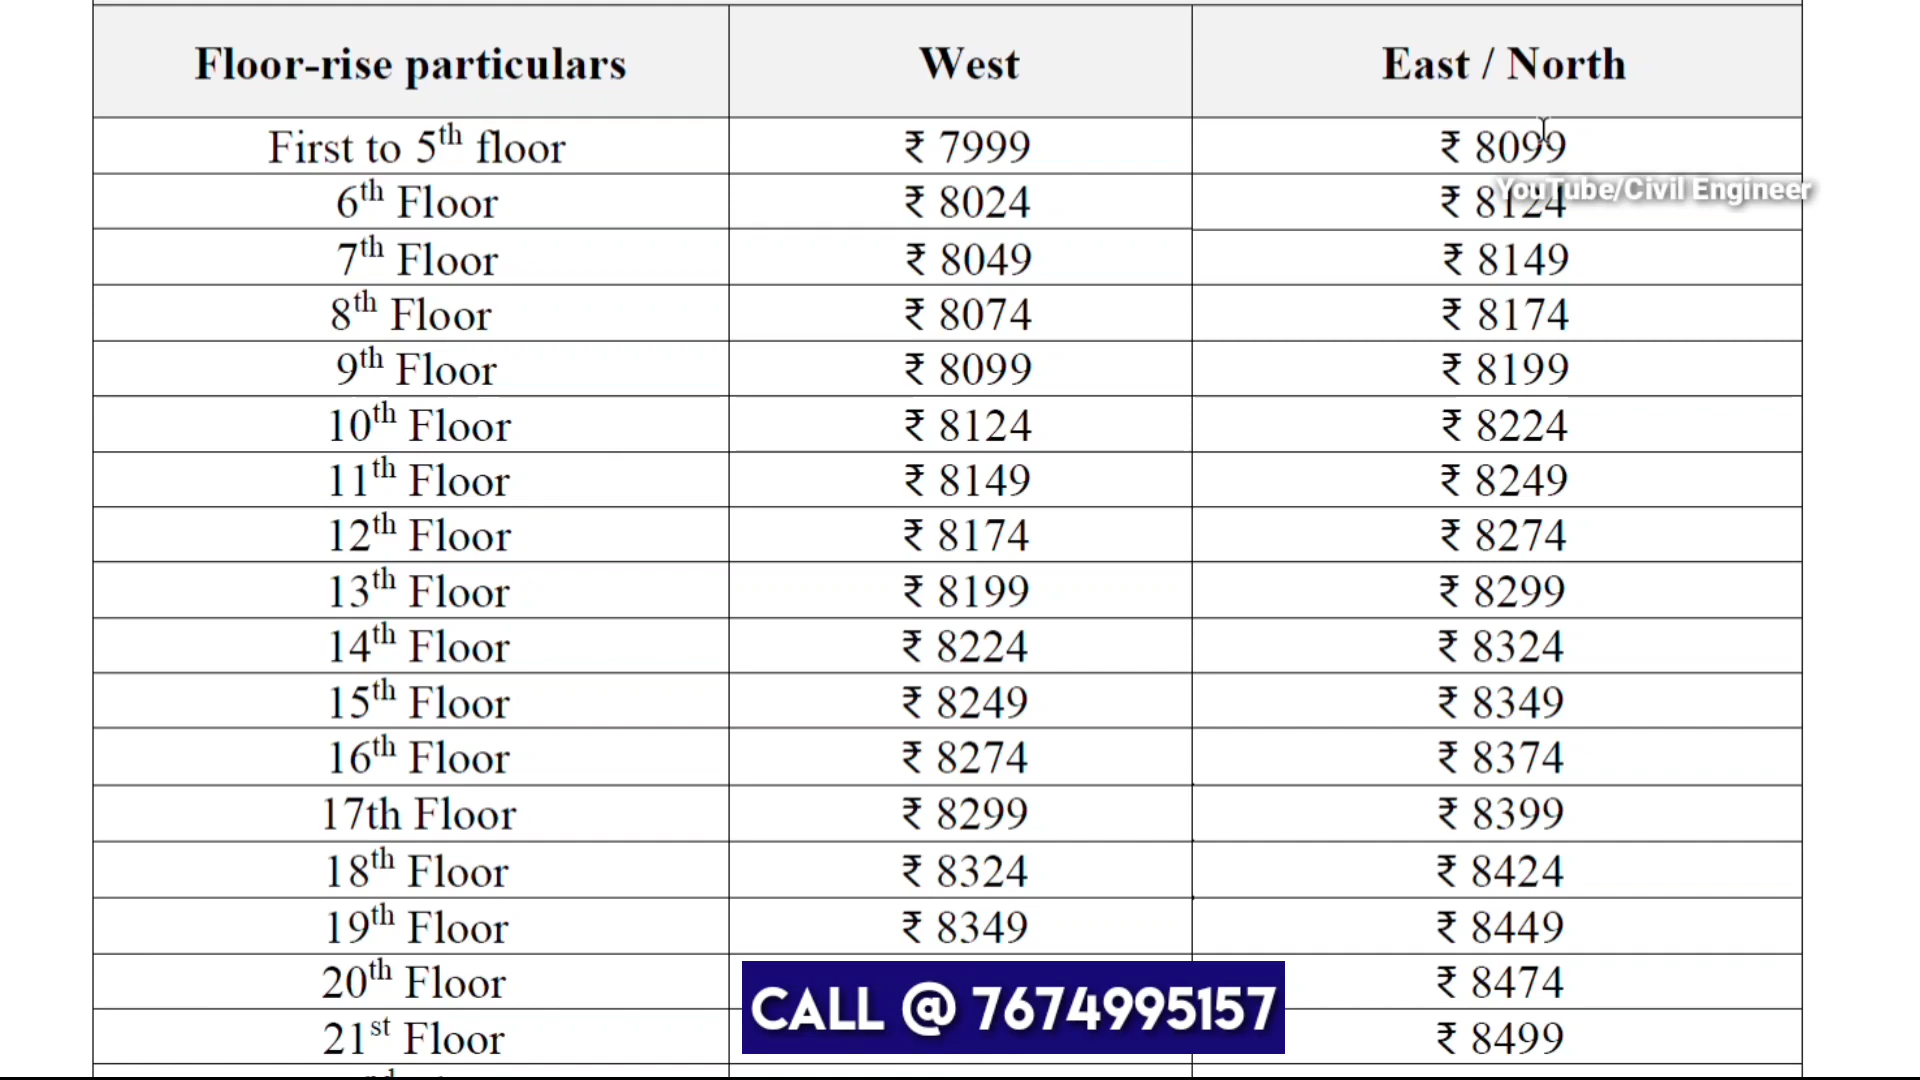 Floor-rise particulars West East / North
First to 5th floor ₹ 7999 ₹ 8099
YouTube/Civil Engineer
6th Floor ₹ 8024 ₹ 8124
7th Floor ₹ 8049 ₹ 8149
8th Floor ₹ 8074 ₹ 8174
9th Floor ₹ 8099 ₹ 8199
10th Floor ₹ 8124 ₹ 8224
11th Floor ₹ 8149 ₹ 8249
12th Floor ₹ 8174 ₹ 8274
13th Floor ₹ 8199 ₹ 8299
14th Floor ₹ 8224 ₹ 8324
15th Floor ₹ 8249 ₹ 8349
16th Floor ₹ 8274 ₹ 8374
17th Floor ₹ 8299 ₹ 8399
18th Floor ₹ 8324 ₹ 8424
19th Floor ₹ 8349 ₹ 8449
20th Floor ₹ 8474
CALL @ 7674995157
21st Floor ₹ 8499